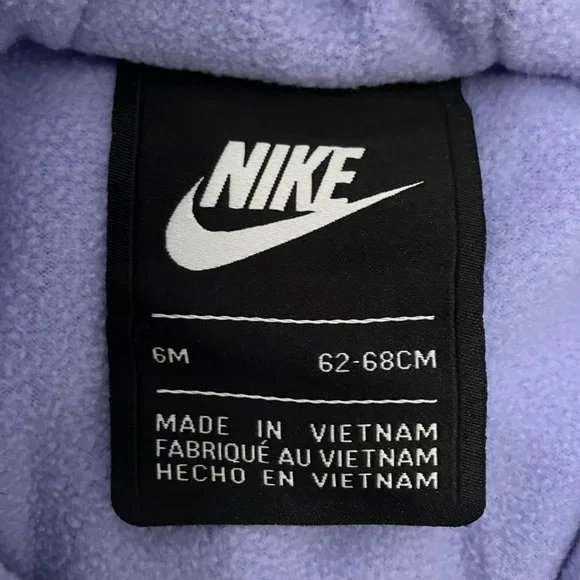 NIKE
6M 62-68CM
MADE IN VIETNAM
FABRIQUÉ AU VIETNAM
HECHO EN VIETNAM